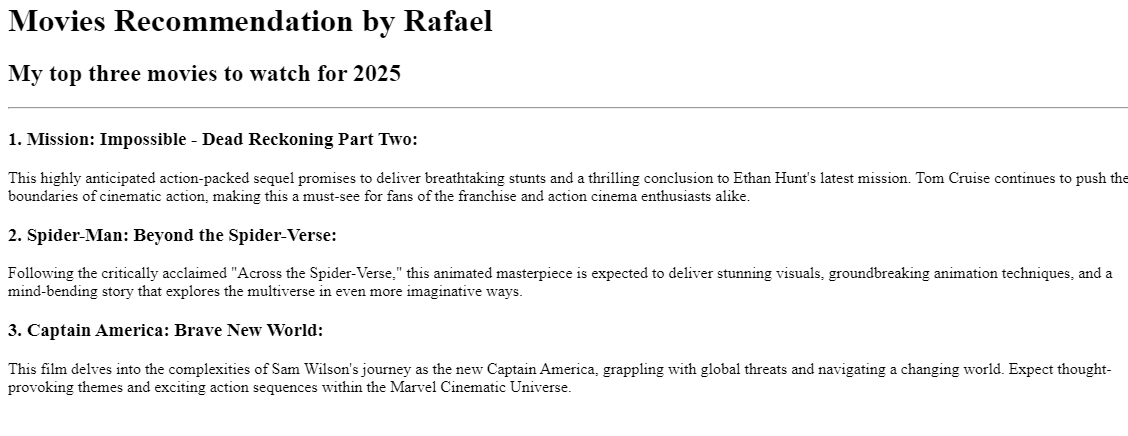 Movies Recommendation by Rafael
My top three movies to watch for 2025
1. Mission: Impossible - Dead Reckoning Part Two:
This highly anticipated action-packed sequel promises to deliver breathtaking stunts and a thrilling conclusion to Ethan Hunt's latest mission. Tom Cruise continues to push the
boundaries of cinematic action, making this a must-see for fans of the franchise and action cinema enthusiasts alike.
2. Spider-Man: Beyond the Spider-Verse:
Following the critically acclaimed "Across the Spider-Verse," this animated masterpiece is expected to deliver stunning visuals, groundbreaking animation techniques, and a
mind-bending story that explores the multiverse in even more imaginative ways.
3. Captain America: Brave New World:
This film delves into the complexities of Sam Wilson's journey as the new Captain America, grappling with global threats and navigating a changing world. Expect thought-
provoking themes and exciting action sequences within the Marvel Cinematic Universe.